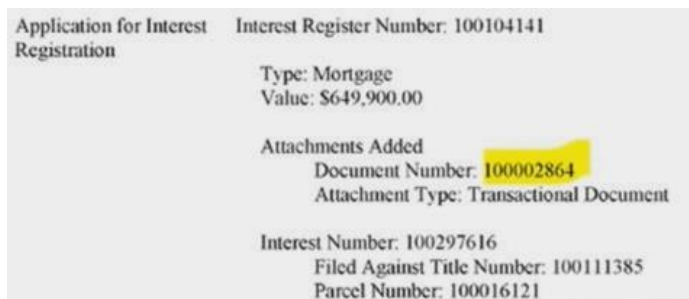 Application for Interest Registration
Interest Register Number: 100104141
Type: Mortgage
Value: $649,900.00
Attachments Added
Document Number: 100002864
Attachment Type: Transactional Document
Interest Number: 100297616
Filed Against Title Number: 100111385
Parcel Number: 100016121